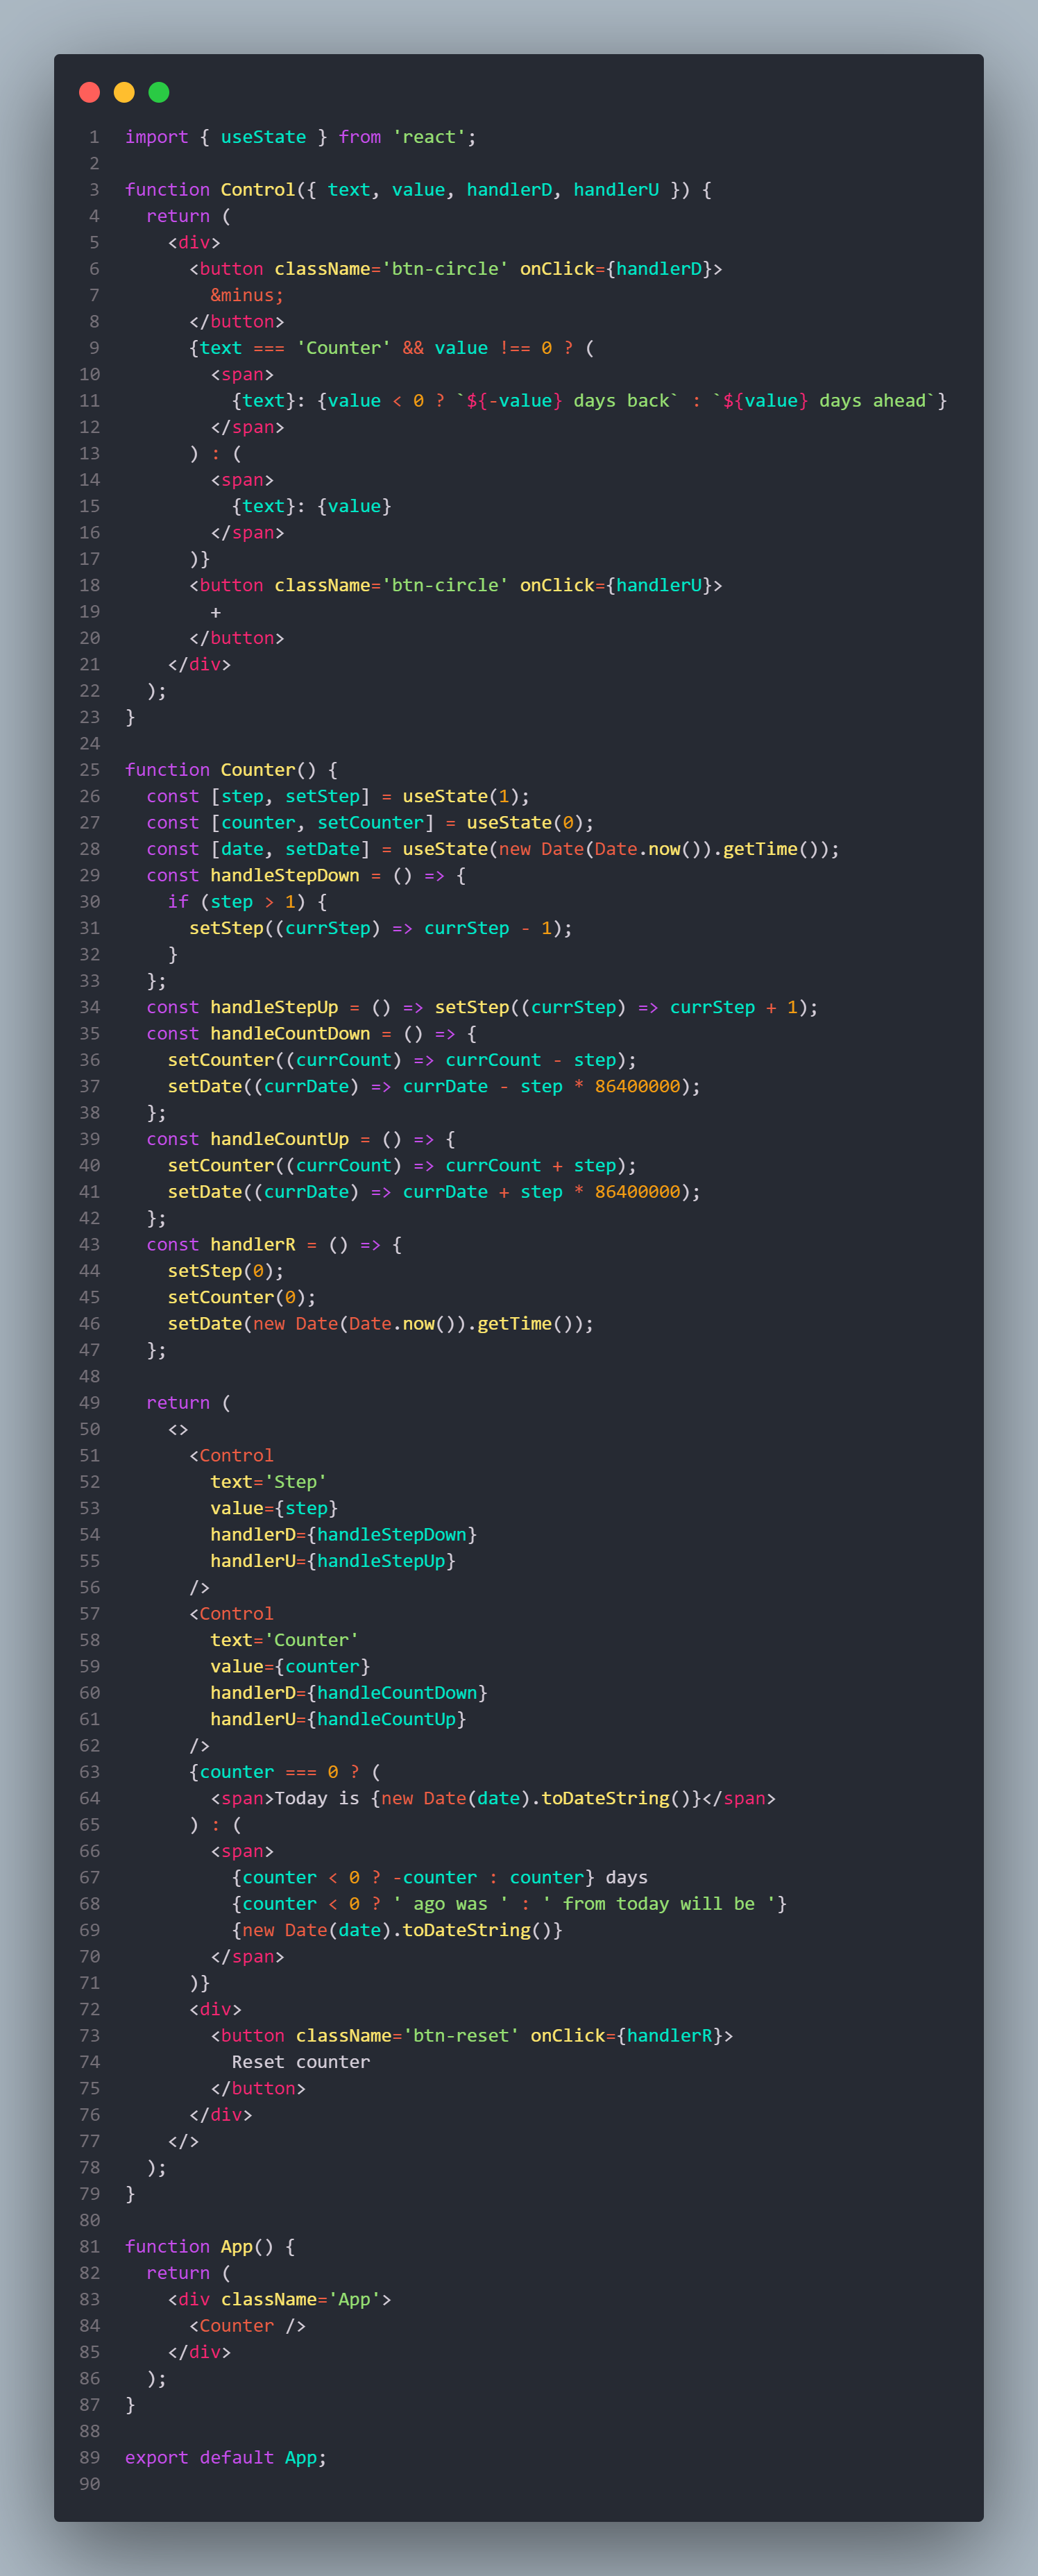 1 import { useState } from 'react';
2
3 function Control({ text, value, handlerD, handlerU }) {
4   return (
5     <div>
6       <button className='btn-circle' onClick={handlerD}>
7         &minus;
8       </button>
9       {text === 'Counter' && value !== 0 ? (
10         <span>
11           {text}: {value < 0 ? `${-value} days back` : `${value} days ahead`}
12         </span>
13       ) : (
14         <span>
15           {text}: {value}
16         </span>
17       )}
18       <button className='btn-circle' onClick={handlerU}>
19         +
20       </button>
21     </div>
22   );
23 }
24
25 function Counter() {
26   const [step, setStep] = useState(1);
27   const [counter, setCounter] = useState(0);
28   const [date, setDate] = useState(new Date(Date.now()).getTime());
29   const handleStepDown = () => {
30     if (step > 1) {
31       setStep((currStep) => currStep - 1);
32     }
33   };
34   const handleStepUp = () => setStep((currStep) => currStep + 1);
35   const handleCountDown = () => {
36     setCounter((currCount) => currCount - step);
37     setDate((currDate) => currDate - step * 86400000);
38   };
39   const handleCountUp = () => {
40     setCounter((currCount) => currCount + step);
41     setDate((currDate) => currDate + step * 86400000);
42   };
43   const handlerR = () => {
44     setStep(0);
45     setCounter(0);
46     setDate(new Date(Date.now()).getTime());
47   };
48
49   return (
50     <>
51       <Control
52         text='Step'
53         value={step}
54         handlerD={handleStepDown}
55         handlerU={handleStepUp}
56       />
57       <Control
58         text='Counter'
59         value={counter}
60         handlerD={handleCountDown}
61         handlerU={handleCountUp}
62       />
63       {counter === 0 ? (
64         <span>Today is {new Date(date).toDateString()}</span>
65       ) : (
66         <span>
67           {counter < 0 ? -counter : counter} days
68           {counter < 0 ? ' ago was ' : ' from today will be '}
69           {new Date(date).toDateString()}
70         </span>
71       )}
72       <div>
73         <button className='btn-reset' onClick={handlerR}>
74           Reset counter
75         </button>
76       </div>
77     </>
78   );
79 }
80
81 function App() {
82   return (
83     <div className='App'>
84       <Counter />
85     </div>
86   );
87 }
88
89 export default App;
90